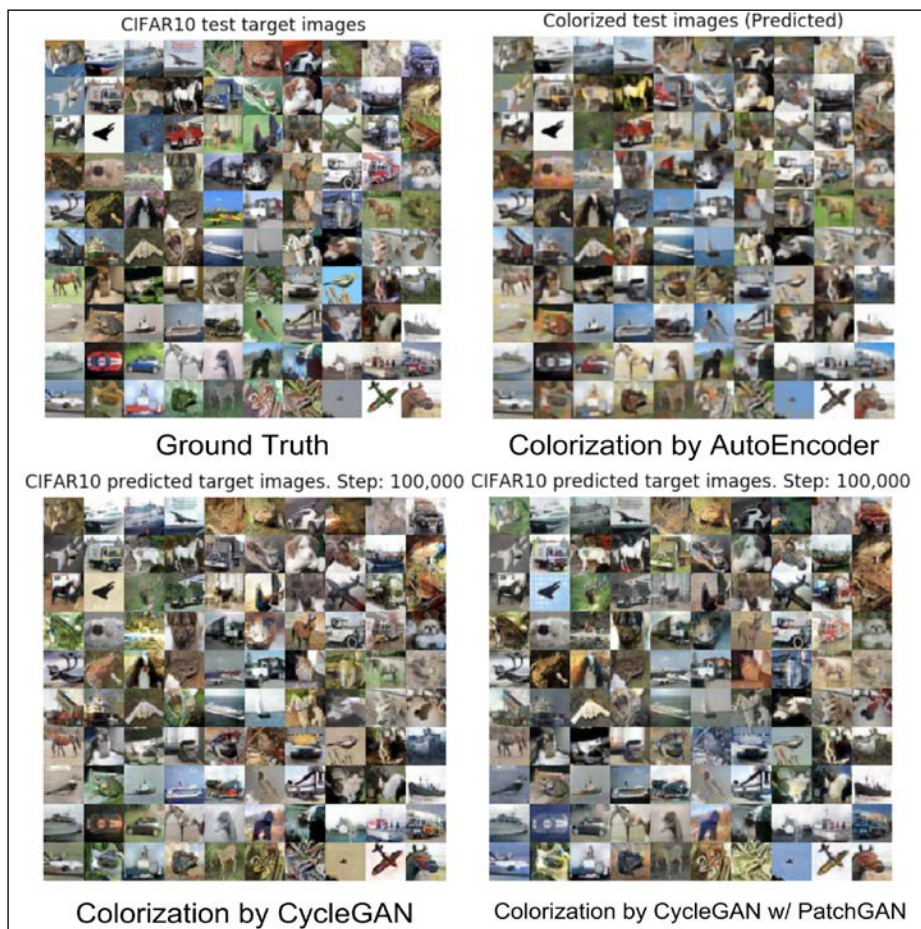 CIFAR10 test target images
Colorized test images (Predicted)
Ground Truth
Colorization by AutoEncoder
CIFAR10 predicted target images. Step: 100,000
CIFAR10 predicted target images. Step: 100,000
Colorization by CycleGAN
Colorization by CycleGAN w/ PatchGAN